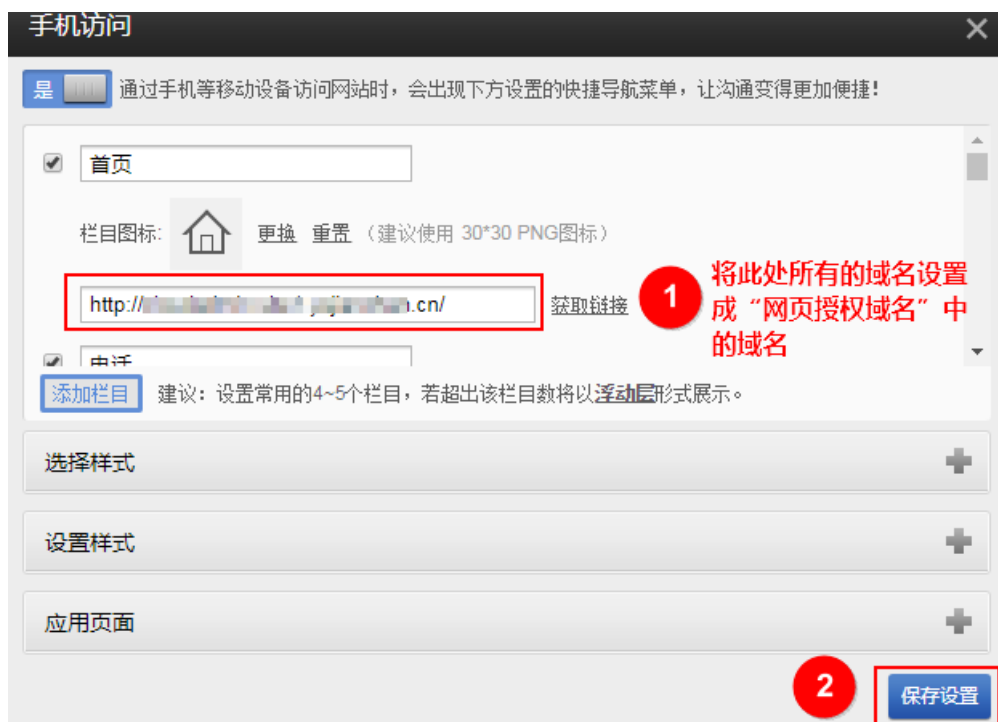 手机访问
是 通过手机等移动设备访问网站时，会出现下方设置的快捷导航菜单，让沟通变得更加便捷！
首页
栏目图标: 更换 重置 （建议使用 30*30 PNG图标）
http:// .cn/ 获取链接
1 将此处所有的域名设置
成“网页授权域名”中
的域名
电话
添加栏目 建议：设置常用的4~5个栏目，若超出该栏目数将以浮动层形式展示。
选择样式
设置样式
应用页面
2 保存设置